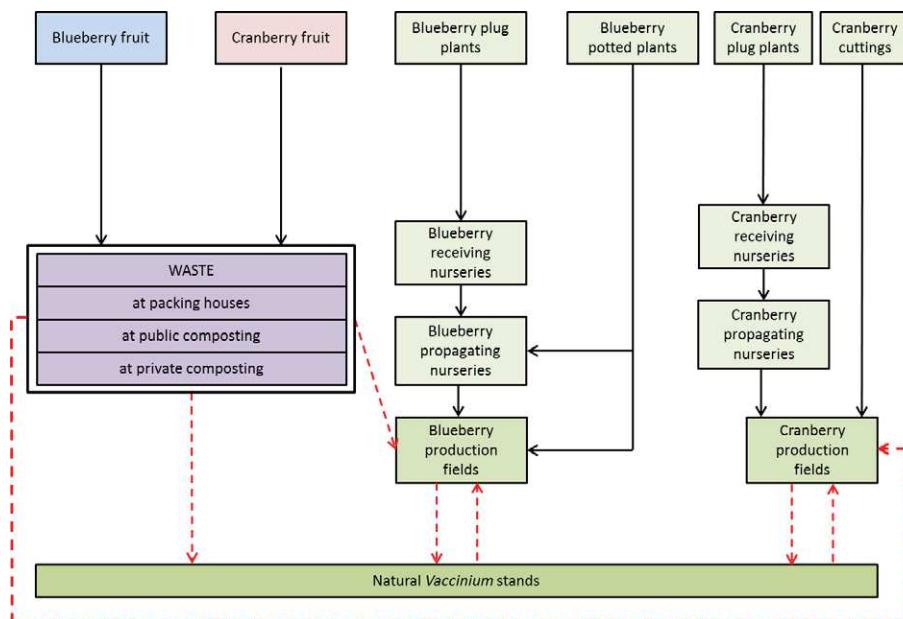 Blueberry fruit
Cranberry fruit
Blueberry plug
plants
Blueberry
potted plants
Cranberry
plug plants
Cranberry
cuttings
Blueberry
receiving
nurseries
Cranberry
receiving
nurseries
WASTE
at packing houses
at public composting
at private composting
Blueberry
propagating
nurseries
Cranberry
propagating
nurseries
Blueberry
production
fields
Cranberry
production
fields
Natural Vaccinium stands